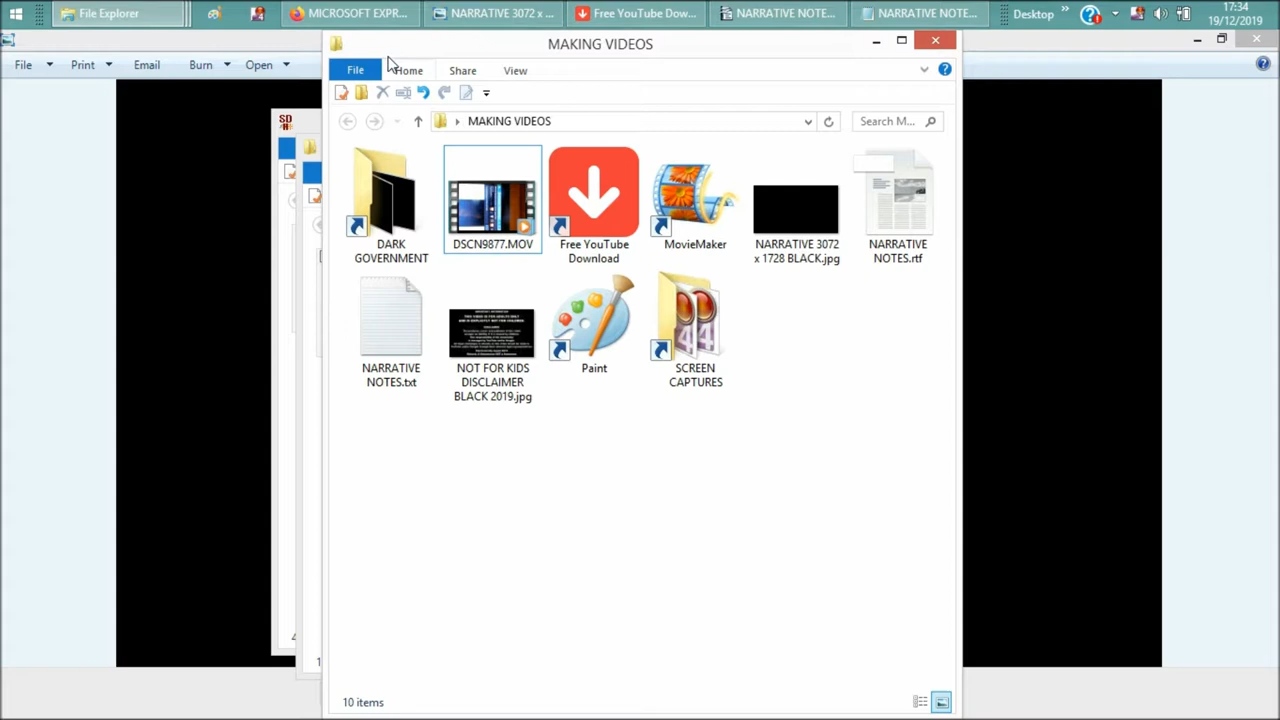 File Explorer
MICROSOFT EXPR...
NARRATIVE 3072 x ...
Free YouTube Dow...
NARRATIVE NOTE...
NARRATIVE NOTE...
Desktop
17:34
19/12/2019
MAKING VIDEOS
File Print Email Burn Open
File Home Share View
MAKING VIDEOS
Search M...
SD
DARK
GOVERNMENT
DSCN9877.MOV
Free YouTube
Download
MovieMaker
NARRATIVE 3072
x 1728 BLACK.jpg
NARRATIVE
NOTES.rtf
NARRATIVE
NOTES.txt
NOT FOR KIDS
DISCLAIMER
BLACK 2019.jpg
Paint
SCREEN
CAPTURES
10 items